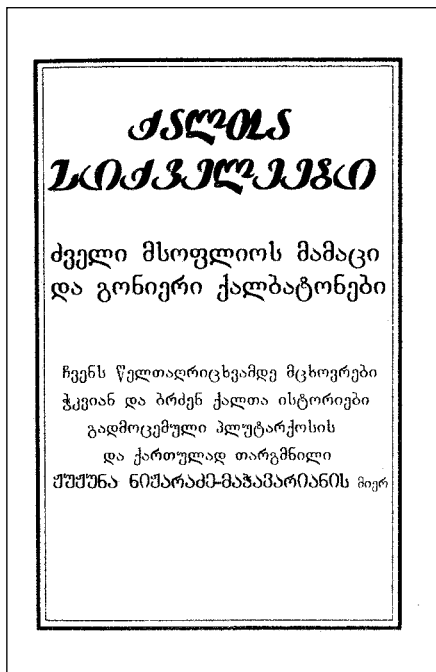 ქალთა
სიქველენი
ძველი მსოფლიოს მამაცი
და გონიერი ქალბატონები
ჩვენს წელთაღრიცხვამდე მცხოვრები
ჭკვიან და ბრძენ ქალთა ისტორიები
გადმოცემული პლუტარქოსის
და ქართულად თარგმნილი
ჟუჟუნა ნიჟარაძე-მაჭავარიანის მიერ